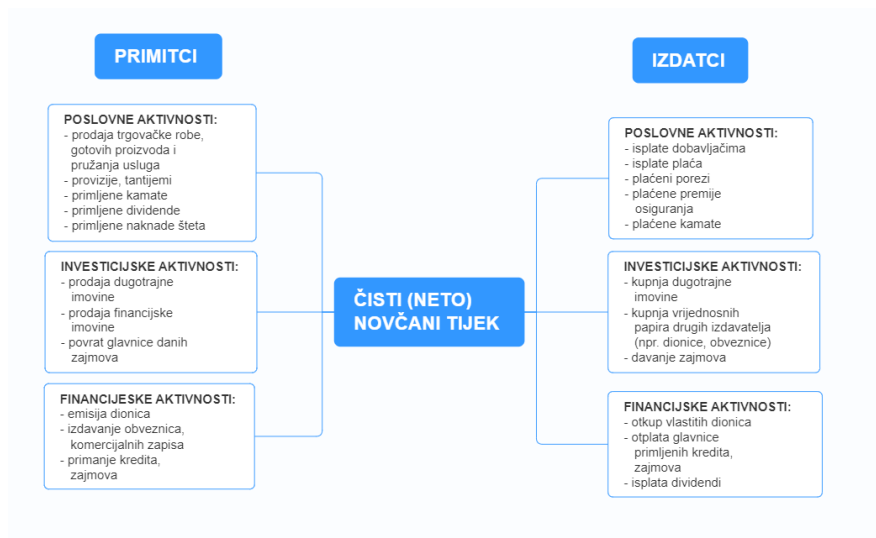 PRIMITCI
POSLOVNE AKTIVNOSTI:
- prodaja trgovačke robe,
gotovih proizvoda i
pružanja usluga
- provizije, tantijemi
- primljene kamate
- primljene dividende
- primljene naknade šteta
INVESTICIJSKE AKTIVNOSTI:
- prodaja dugotrajne
imovine
- prodaja financijske
imovine
- povrat glavnice danih
zajmova
FINANCIJESKE AKTIVNOSTI:
- emisija dionica
- izdavanje obveznica,
komercijalnih zapisa
- primanje kredita,
zajmova
ČISTI (NETO)
NOVČANI TIJEK
IZDATCI
POSLOVNE AKTIVNOSTI:
- isplate dobavljačima
- isplate plaća
- plaćeni porezi
- plaćene premije
osiguranja
- plaćene kamate
INVESTICIJSKE AKTIVNOSTI:
- kupnja dugotrajne
imovine
- kupnja vrijednosnih
papira drugih izdavatelja
(npr. dionice, obveznice)
- davanje zajmova
FINANCIJSKE AKTIVNOSTI:
- otkup vlastitih dionica
- otplata glavnice
primljenih kredita,
zajmova
- isplata dividendi